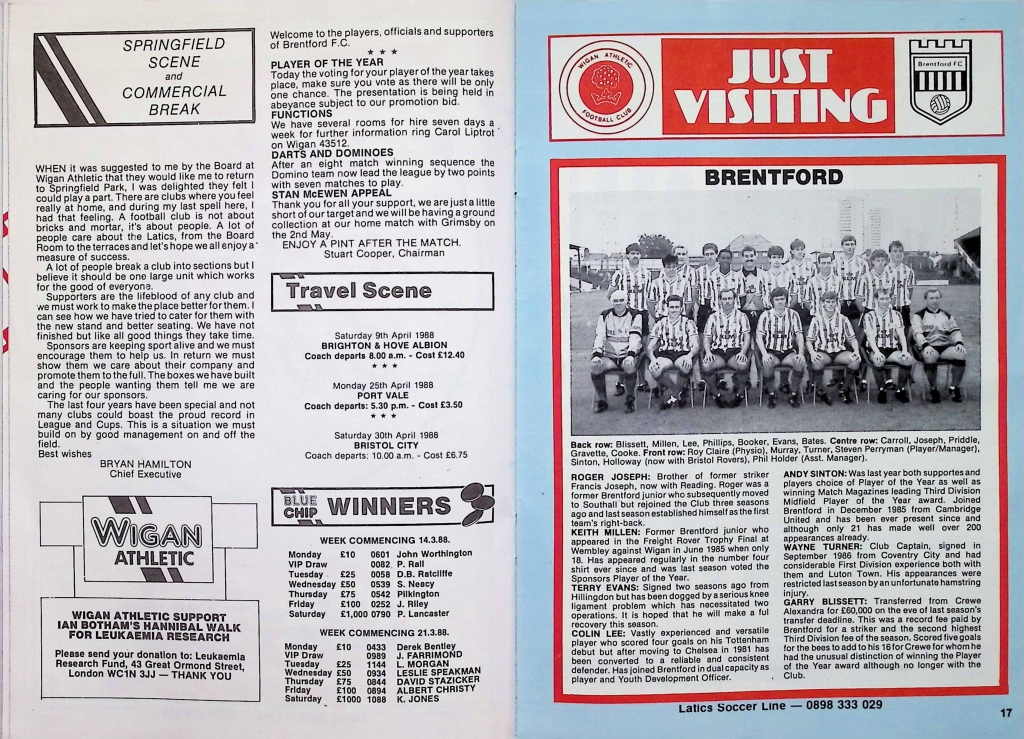 SPRINGFIELD
SCENE
and
COMMERCIAL
BREAK
WHEN it was suggested to me by the Board at
Wigan Athletic that they would like me to return
to Springfield Park, I was delighted they felt I
could play a part. There are clubs where you feel
really at home, and during my last spell here, I
had that feeling. A football club is not about
bricks and mortar, it's about people. A lot of
people care about the Latics, from the Board
Room to the terraces and let's hope we all enjoy a
measure of success.
A lot of people break a club into sections but I
believe it should be one large unit which works
for the good of everyone.
Supporters are the lifeblood of any club and
we must work to make the place better for them. I
can see how we have tried to cater for them with
the new stand and better seating. We have not
finished but like all good things they take time.
Sponsors are keeping sport alive and we must
encourage them to help us. In return we must
show them we care about their company and
promote them to the full. The boxes we have built
and the people wanting them tell me we are
caring for our sponsors.
The last four years have been special and not
many clubs could boast the proud record in
League and Cups. This is a situation we must
build on by good management on and off the
field.
Best wishes
BRYAN HAMILTON
Chief Executive
WIGAN
ATHLETIC
WIGAN ATHLETIC SUPPORT
IAN BOTHAM'S HANNIBAL WALK
FOR LEUKAEMIA RESEARCH
Please send your donation to: Leukaemia
Research Fund, 43 Great Ormond Street,
London WC1N 3JJ — THANK YOU
Welcome to the players, officials and supporters
of Brentford F.C.
* * *
PLAYER OF THE YEAR
Today the voting for your player of the year takes
place, make sure you vote as there will be only
one chance. The presentation is being held in
abeyance subject to our promotion bid.
FUNCTIONS
We have several rooms for hire seven days a
week for further information ring Carol Liptrot
on Wigan 43512.
DARTS AND DOMINOES
After an eight match winning sequence the
Domino team now lead the league by two points
with seven matches to play.
STAN McEWEN APPEAL
Thank you for all your support, we are just a little
short of our target and we will be having a ground
collection at our home match with Grimsby on
the 2nd May.
ENJOY A PINT AFTER THE MATCH.
Stuart Cooper, Chairman
Travel Scene
Saturday 9th April 1988
BRIGHTON & HOVE ALBION
Coach departs 8.00 a.m. - Cost £12.40
* * *
Monday 25th April 1988
PORT VALE
Coach departs: 5.30 p.m. - Cost £3.50
* * *
Saturday 30th April 1988
BRISTOL CITY
Coach departs: 10.00 a.m. - Cost £6.75
BLUE CHIP WINNERS
WEEK COMMENCING 14.3.88.
Monday £10 0601 John Worthington
VIP Draw 0082 P. Rall
Tuesday £25 0058 D.B. Ratcliffe
Wednesday £50 0539 S. Neacy
Thursday £75 0542 Pilkington
Friday £100 0252 J. Riley
Saturday £1,000 0790 P. Lancaster
WEEK COMMENCING 21.3.88.
Monday £10 0433 Derek Bentley
VIP Draw 0989 J. FARRIMOND
Tuesday £25 1144 L. MORGAN
Wednesday £50 0934 LESLIE SPEAKMAN
Thursday £75 0844 DAVID STAZICKER
Friday £100 0894 ALBERT CHRISTY
Saturday £1000 1088 K. JONES
WIGAN ATHLETIC
FOOTBALL CLUB
JUST
VISITING
Brentford FC
BRENTFORD
Back row: Blissett, Millen, Lee, Phillips, Booker, Evans, Bates. Centre row: Carroll, Joseph, Priddle,
Gravette, Cooke. Front row: Roy Claire (Physio), Murray, Turner, Steven Perryman (Player/Manager),
Sinton, Holloway (now with Bristol Rovers), Phil Holder (Asst. Manager).
ROGER JOSEPH: Brother of former striker
Francis Joseph, now with Reading. Roger was a
former Brentford junior who subsequently moved
to Southall but rejoined the Club three seasons
ago and last season established himself as the first
team's right-back.
KEITH MILLEN: Former Brentford junior who
appeared in the Freight Rover Trophy Final at
Wembley against Wigan in June 1985 when only
18. Has appeared regularly in the number four
shirt ever since and was last season voted the
Sponsors Player of the Year.
TERRY EVANS: Signed two seasons ago from
Hillingdon but has been dogged by a serious knee
ligament problem which has necessitated two
operations. It is hoped that he will make a ful
recovery this season.
COLIN LEE: Vastly experienced and versatile
player who scored four goals on his Tottenham
debut but after moving to Chelsea in 1981 has
been converted to a reliable and consistent
defender. Has joined Brentford in dual capacity as
player and Youth Development Officer.
ANDY SINTON: Was last year both supporters and
players choice of Player of the Year as well as
winning Match Magazines leading Third Division
Midfield Player of the Year award. Joined
Brentford in December 1985 from Cambridge
United and has been ever present since and
although only 21 has made well over 200
appearances already.
WAYNE TURNER: Club Captain, signed in
September 1986 from Coventry City and had
considerable First Division experience both with
them and Luton Town. His appearances were
restricted last season by an unfortunate hamstring
injury.
GARRY BLISSETT: Transferred from Crewe
Alexandra for £60,000 on the eve of last season's
transfer deadline. This was a record fee paid by
Brentford for a striker and the second highest
Third Division fee of the season. Scored five goals
for the bees to add to his 16 for Crewe for whom he
had the unusual distinction of winning the Player
of the Year award although no longer with the
Club.
Latics Soccer Line — 0898 333 029
17